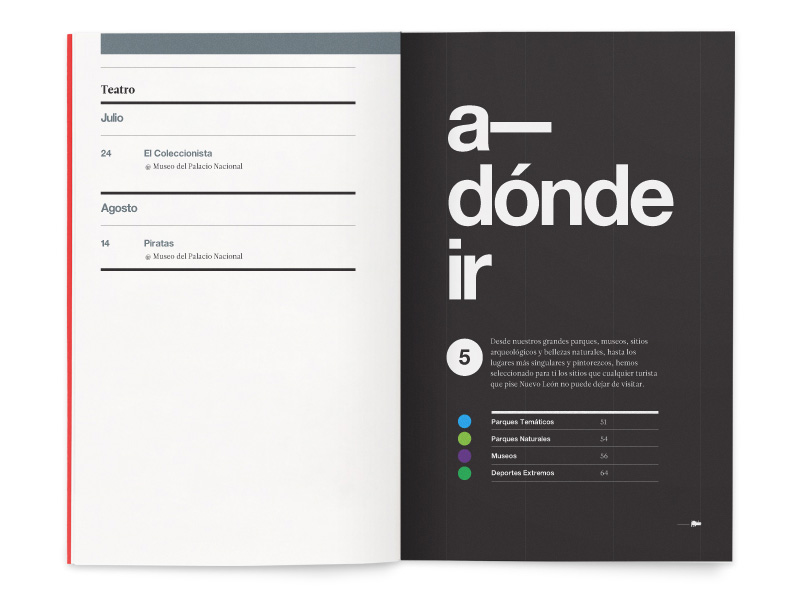 Teatro
Julio
24 El Coleccionista
@ Museo del Palacio Nacional
Agosto
14 Piratas
@ Museo del Palacio Nacional
a—
dónde
ir
5
Desde nuestros grandes parques, museos, sitios
arqueológicos y bellezas naturales, hasta los
lugares más singulares y pintorezcos, hemos
seleccionado para ti los sitios que cualquier turista
que pise Nuevo León no puede dejar de visitar.
Parques Temáticos 51
Parques Naturales 54
Museos 56
Deportes Extremos 64